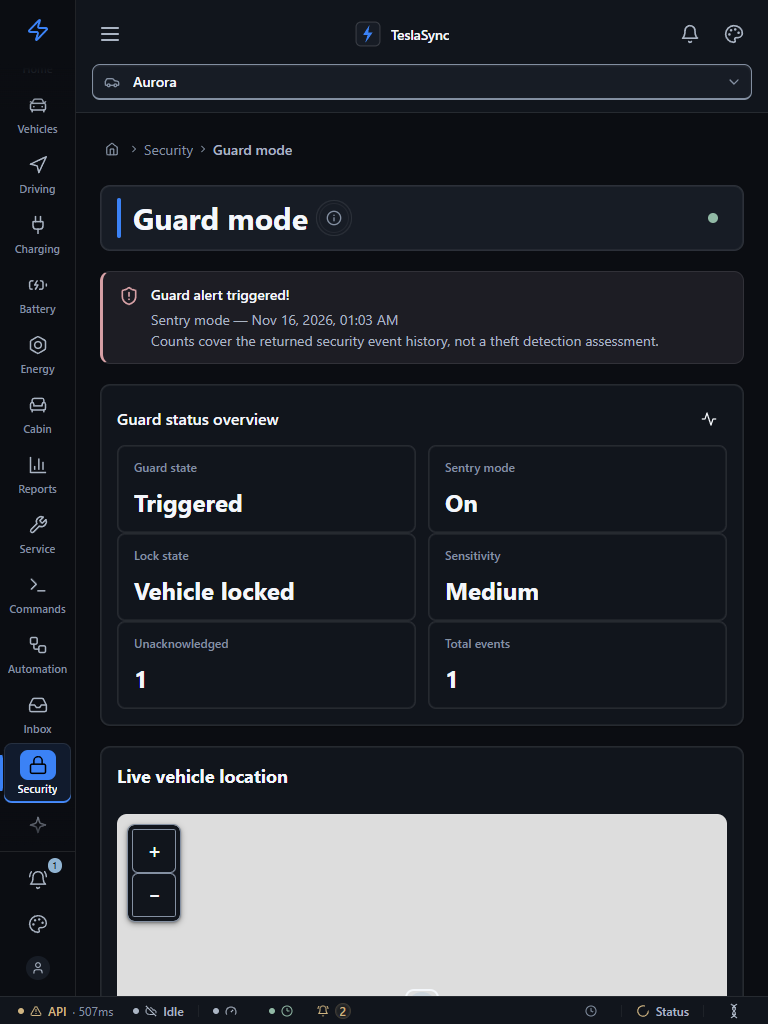 TeslaSync
Aurora
Vehicles
Driving
Charging
Battery
Energy
Cabin
Reports
Service
Commands
Automation
Inbox
Security
1
Security > Guard mode
Guard mode
Guard alert triggered!
Sentry mode — Nov 16, 2026, 01:03 AM
Counts cover the returned security event history, not a theft detection assessment.
Guard status overview
Guard state
Triggered
Sentry mode
On
Lock state
Vehicle locked
Sensitivity
Medium
Unacknowledged
1
Total events
1
Live vehicle location
+
−
API · 507ms
Idle
2
Status